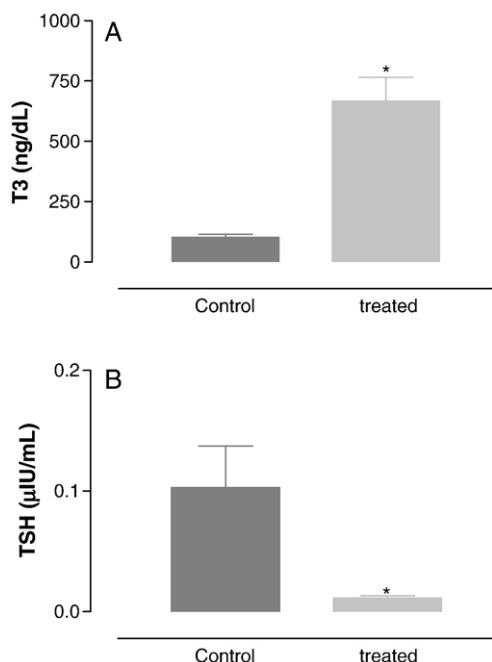 A
1000
750
500
250
0
T3 (ng/dL)
*
Control treated
B
0.2
0.1
0.0
TSH (μIU/mL)
*
Control treated